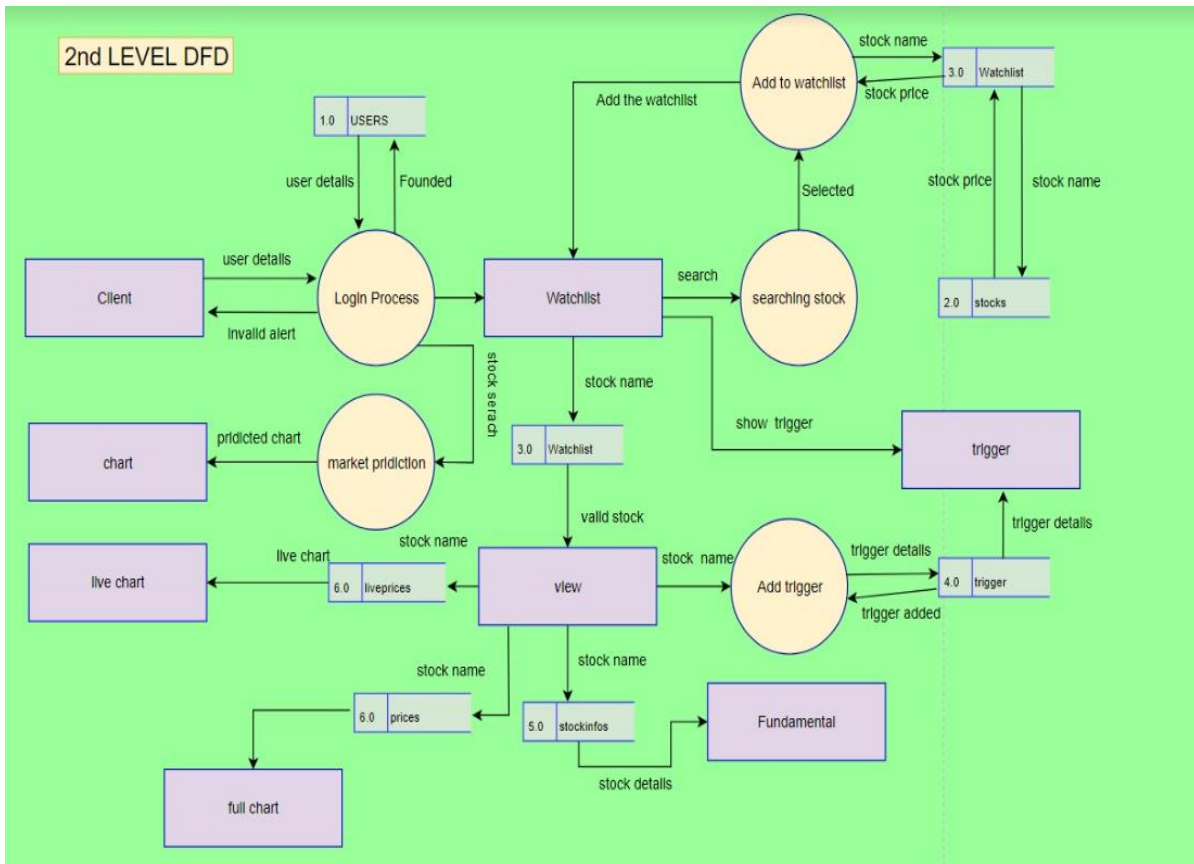 2nd LEVEL DFD
stock name
3.0 Watchlist
Add to watchlist
stock price
Add the watchlist
1.0 USERS
user details
Founded
Selected
stock price
stock name
user details
Client
Login Process
Watchlist
search
searching stock
2.0 stocks
Invalid alert
stock serach
stock name
show trigger
pridicted chart
chart
market pridiction
3.0 Watchlist
trigger
valid stock
trigger details
stock name
live chart
live chart
6.0 liveprices
view
stock name
Add trigger
trigger details
4.0 trigger
trigger added
stock name
stock name
6.0 prices
5.0 stockinfos
Fundamental
stock details
full chart